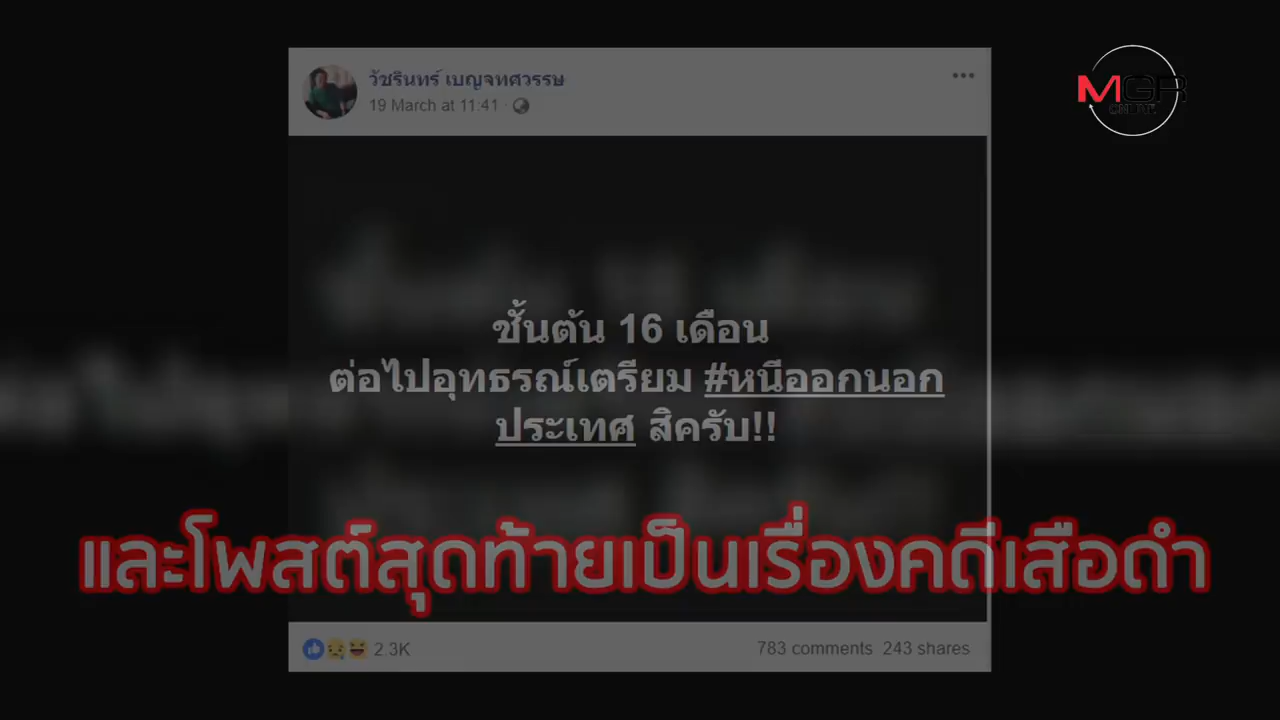 วัชรินทร์ เบญจทศวรรษ
19 March at 11:41 ·
MGR
ONLINE
ชั้นต้น 16 เดือน
ต่อไปอุทธรณ์เตรียม #หนีออกนอก
ประเทศ สิครับ!!
และโพสต์สุดท้ายเป็นเรื่องคดีเสือดำ
2.3K
783 comments 243 shares